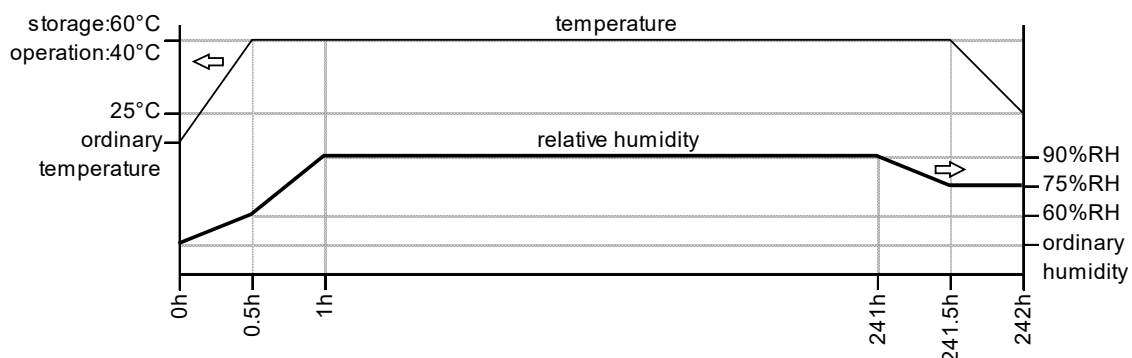 storage:60°C
operation:40°C
temperature
25°C
ordinary
temperature
relative humidity
90%RH
75%RH
60%RH
ordinary
humidity
0h
0.5h
1h
241h
241.5h
242h